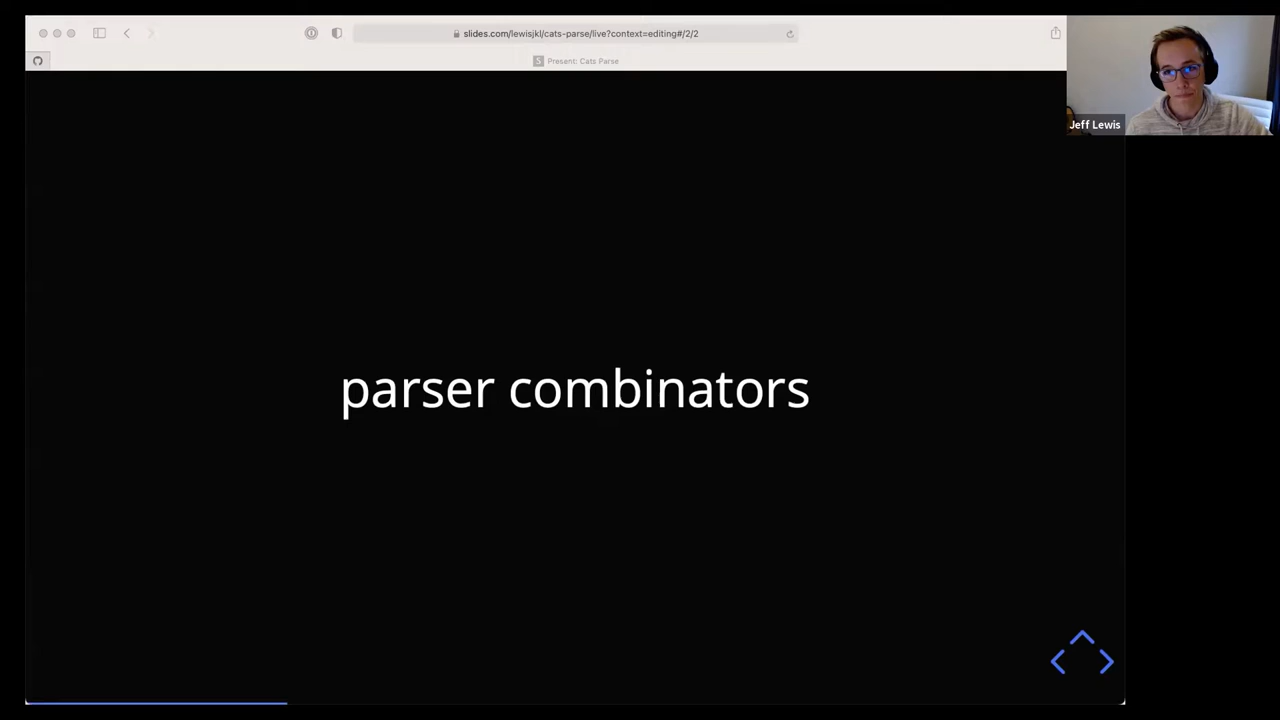 slides.com/lewisjkl/cats-parse/live?context=editing#/2/2
S Present: Cats Parse
Jeff Lewis
parser combinators